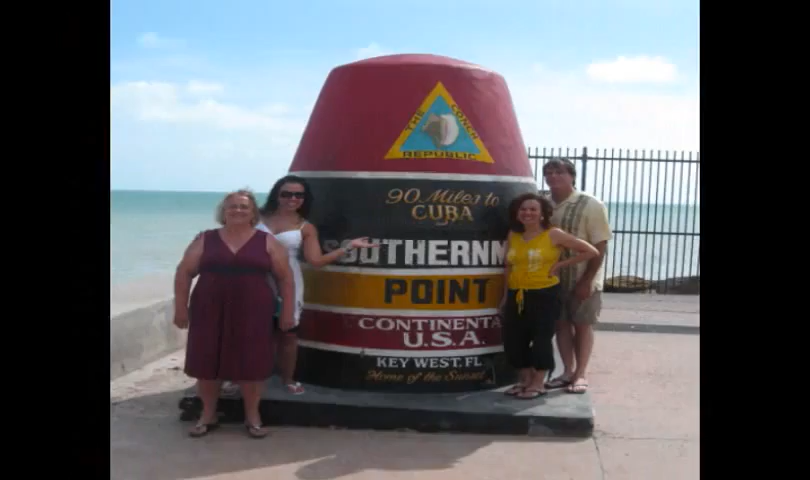 THE CONCH
REPUBLIC
90 Miles to
CUBA
SOUTHERNM
POINT
CONTINENTA
U.S.A.
KEY WEST, FL
Home of the Sunset